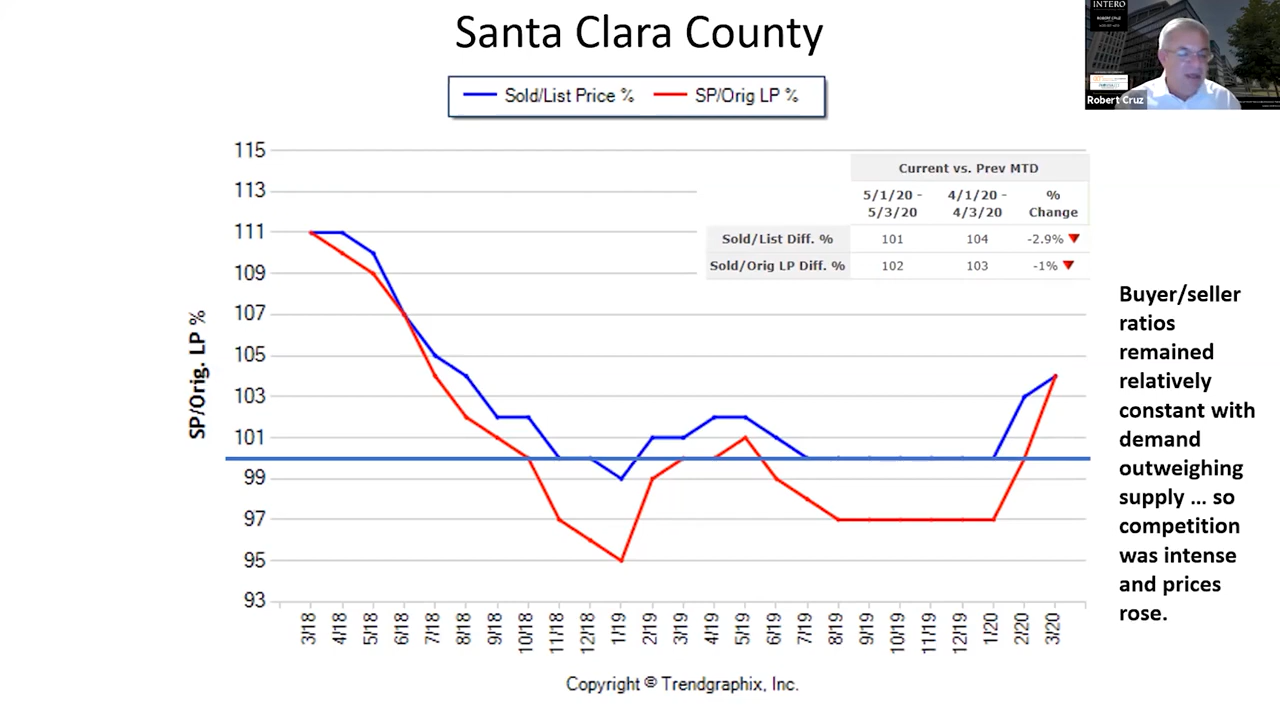 Santa Clara County
INTERO
ROBERT CRUZ
Robert Cruz
Sold/List Price %
SP/Orig LP %
SP/Orig. LP %
115
113
111
109
107
105
103
101
99
97
95
93
Current vs. Prev MTD
5/1/20 - 5/3/20
4/1/20 - 4/3/20
% Change
Sold/List Diff. % 101 104 -2.9%
Sold/Orig LP Diff. % 102 103 -1%
Buyer/seller
ratios
remained
relatively
constant with
demand
outweighing
supply ... so
competition
was intense
and prices
rose.
3/18
4/18
5/18
6/18
7/18
8/18
9/18
10/18
11/18
12/18
1/19
2/19
3/19
4/19
5/19
6/19
7/19
8/19
9/19
10/19
11/19
12/19
1/20
2/20
3/20
Copyright © Trendgraphix, Inc.